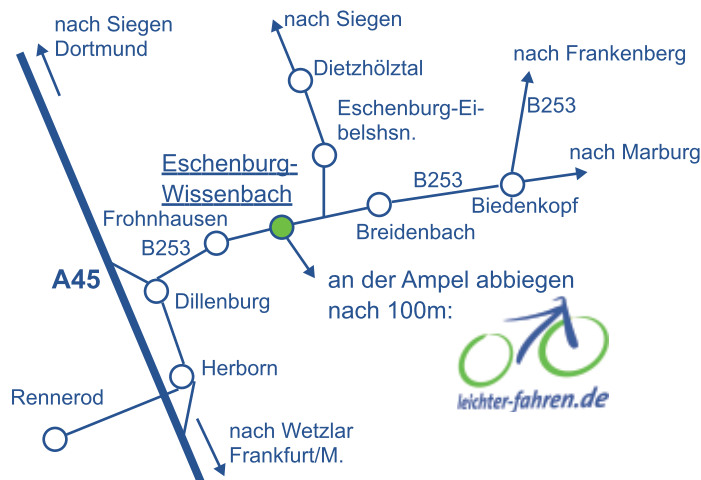 nach Siegen
Dortmund
nach Siegen
Dietzhölztal
nach Frankenberg
B253
Eschenburg-Ei-
belshsn.
nach Marburg
Eschenburg-
Wissenbach
B253
Biedenkopf
Frohnhausen
Breidenbach
B253
A45
an der Ampel abbiegen
nach 100m:
Dillenburg
Herborn
Rennerod
leichter-fahren.de
nach Wetzlar
Frankfurt/M.